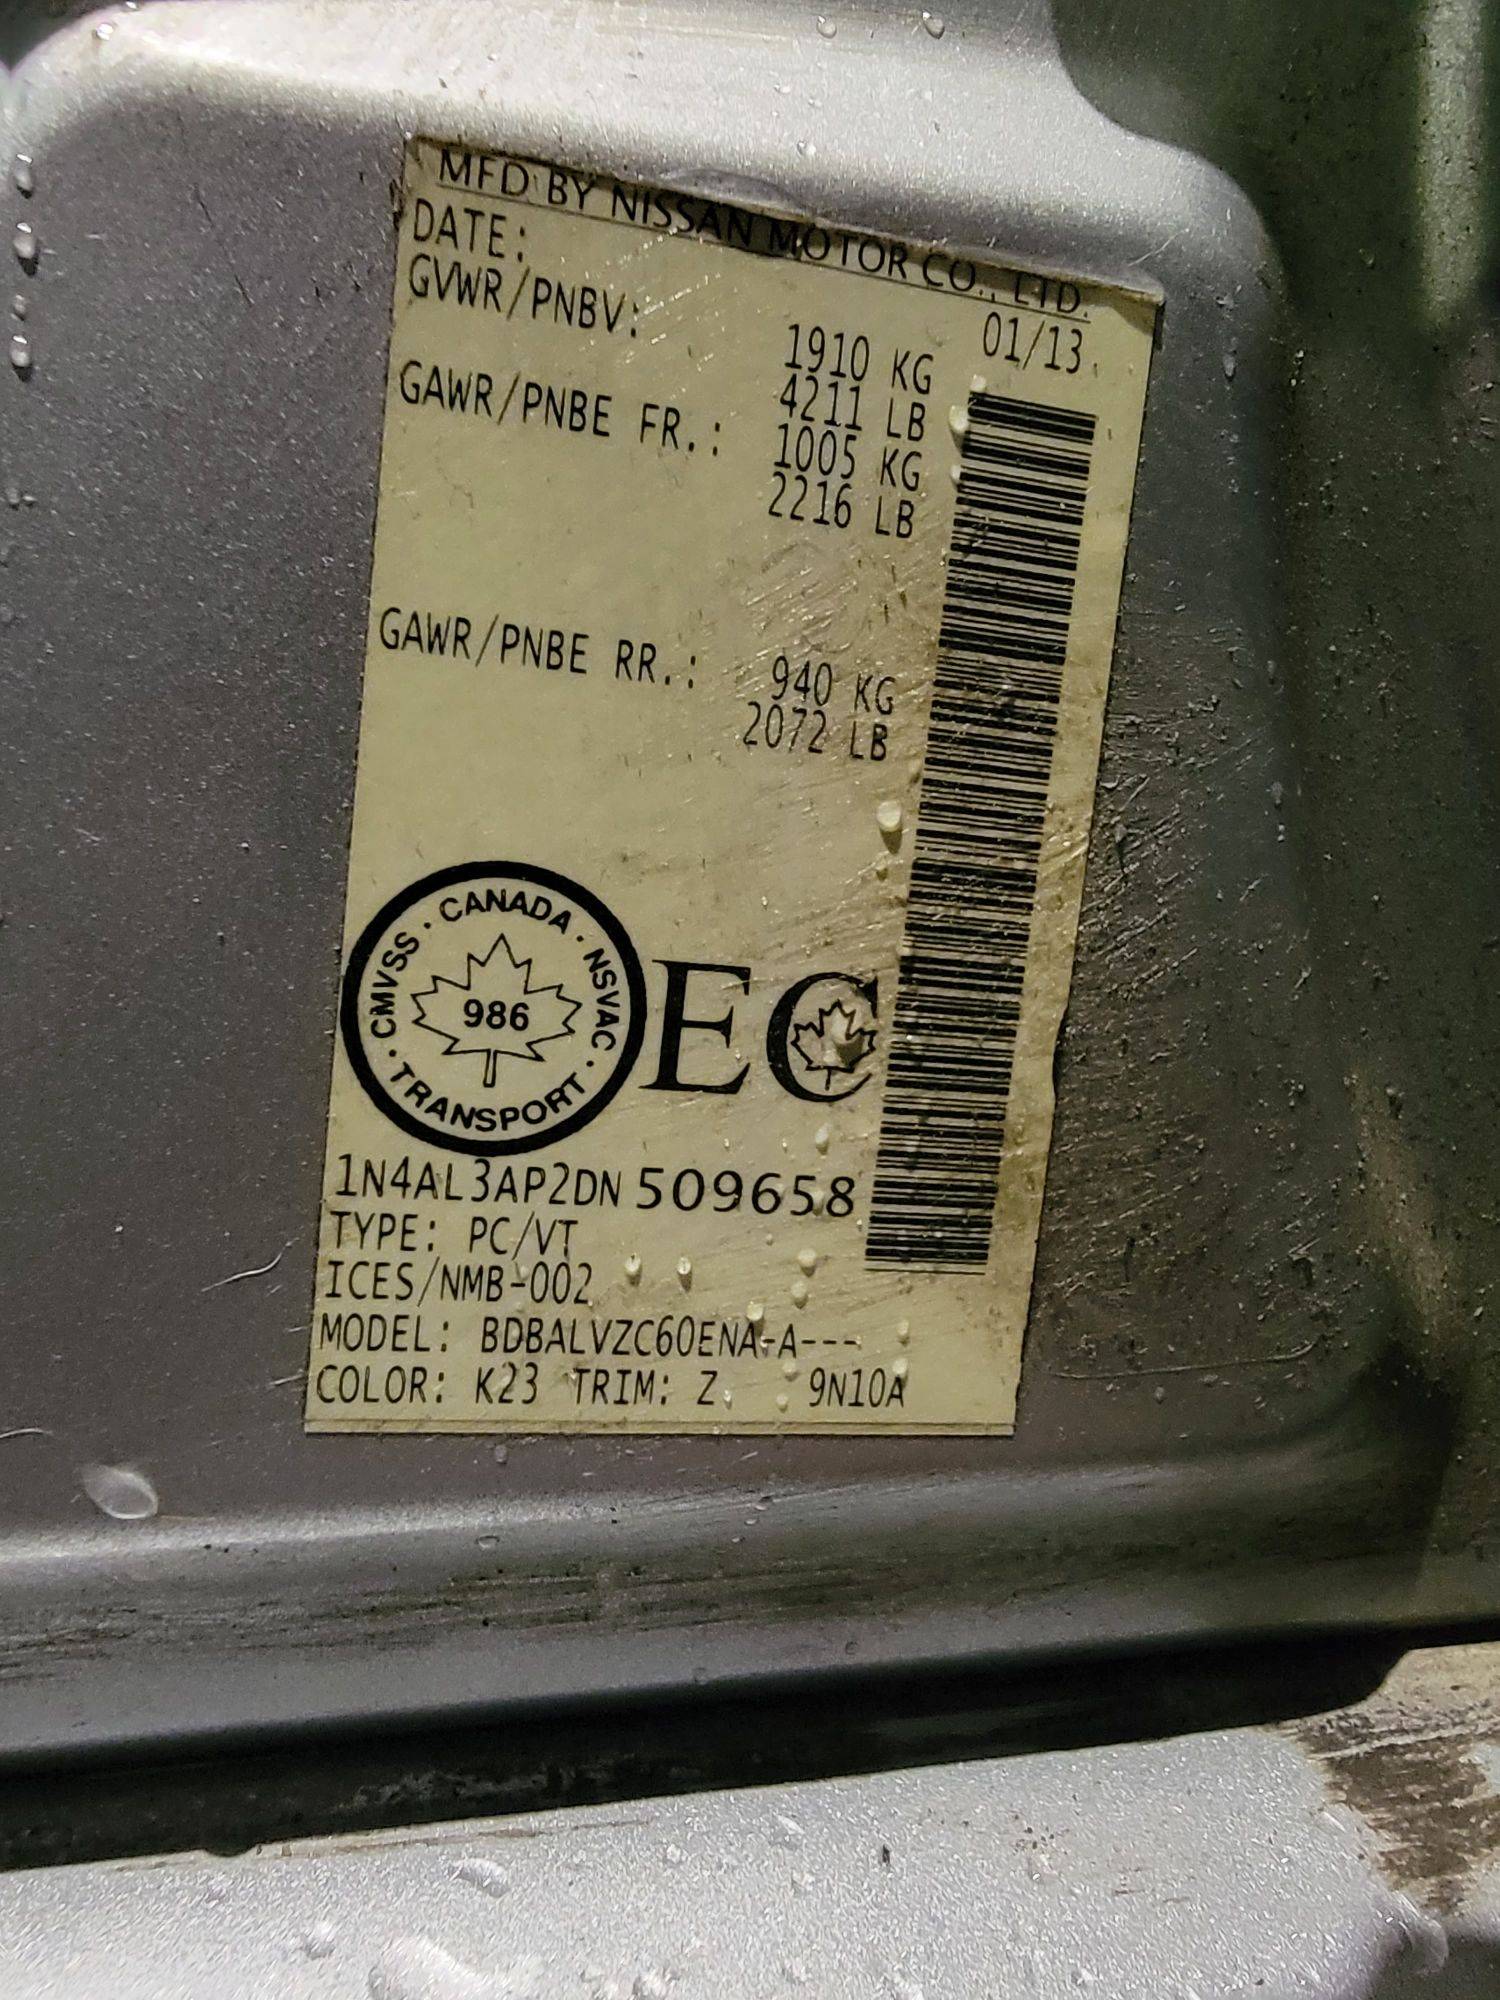 MFD BY NISSAN MOTOR CO., LTD.
DATE: 01/13
GVWR/PNBV: 1910 KG
4211 LB
GAWR/PNBE FR.: 1005 KG
2216 LB
GAWR/PNBE RR.: 940 KG
2072 LB
CMVSS · CANADA · NSVAC · TRANSPORT ·
986
EC
1N4AL3AP2DN509658
TYPE: PC/VT
ICES/NMB-002
MODEL: BDBALVZC60ENA-A---
COLOR: K23 TRIM: Z 9N10A